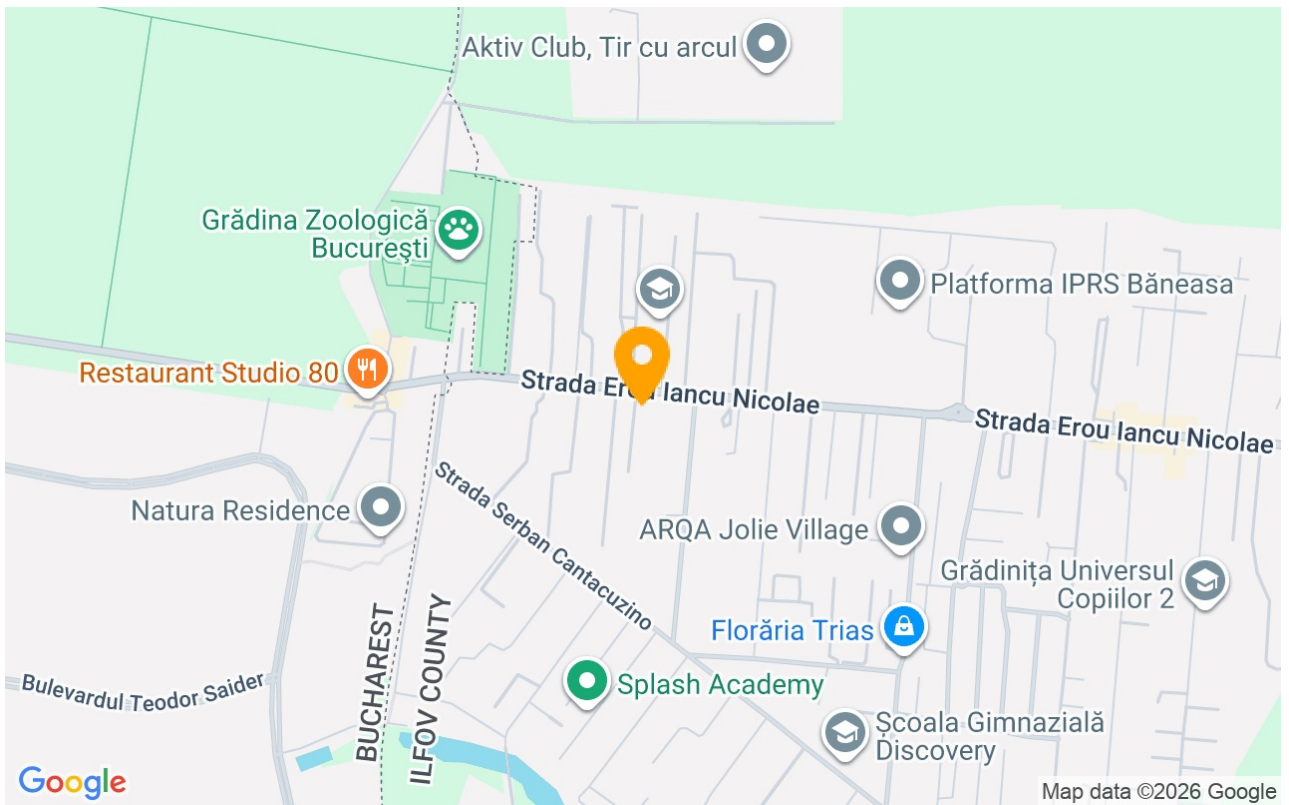 Aktiv Club, Tir cu arcul
Grădina Zoologică
București
Platforma IPRS Băneasa
Restaurant Studio 80
Strada Erou Iancu Nicolae
Strada Erou Iancu Nicolae
Strada Serban Cantacuzino
Natura Residence
ARQA Jolie Village
Grădinița Universul
Copiilor 2
BUCHAREST
ILFOV COUNTY
Florăria Trias
Bulevardul Teodor Saider
Splash Academy
Școala Gimnazială
Discovery
Google
Map data ©2026 Google